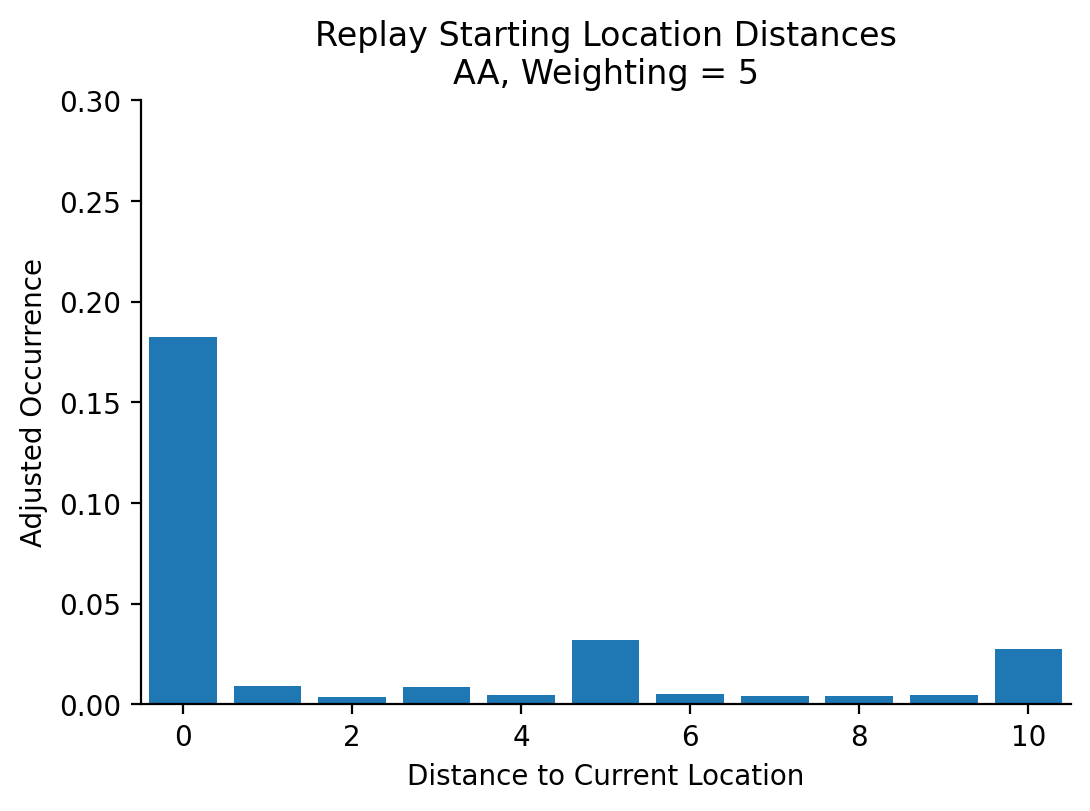 Replay Starting Location Distances
AA, Weighting = 5
0.30
0.25
0.20
0.15
0.10
0.05
0.00
Adjusted Occurrence
0 2 4 6 8 10
Distance to Current Location